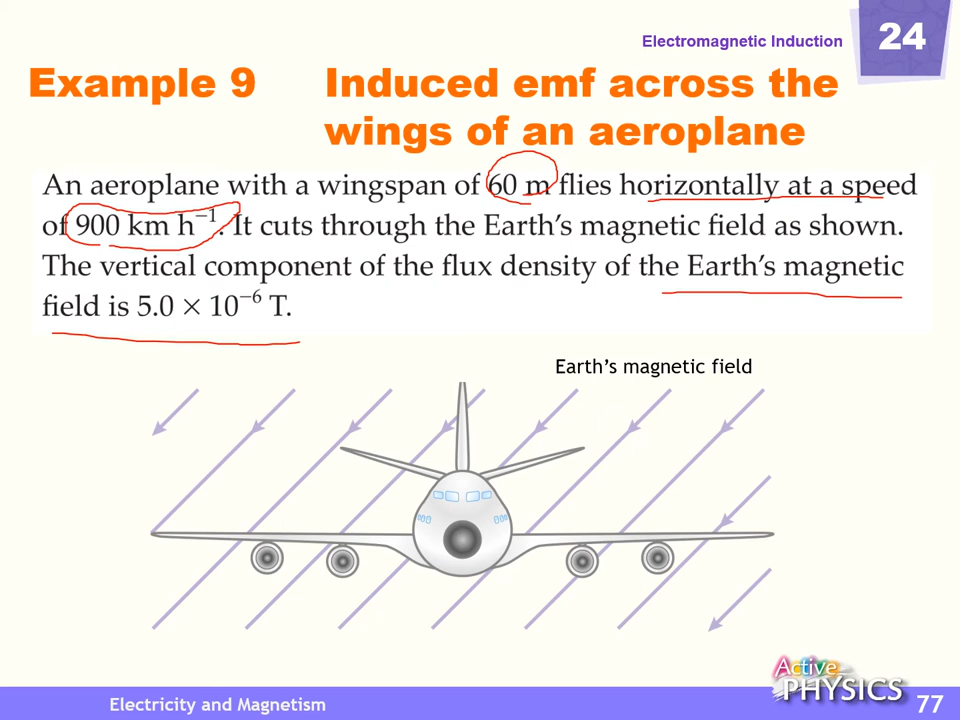 Electromagnetic Induction
24
Example 9 Induced emf across the
wings of an aeroplane
An aeroplane with a wingspan of 60 m flies horizontally at a speed
of 900 km h⁻¹. It cuts through the Earth’s magnetic field as shown.
The vertical component of the flux density of the Earth’s magnetic
field is 5.0 × 10⁻⁶ T.
Earth’s magnetic field
Active
PHYSICS
Electricity and Magnetism
77